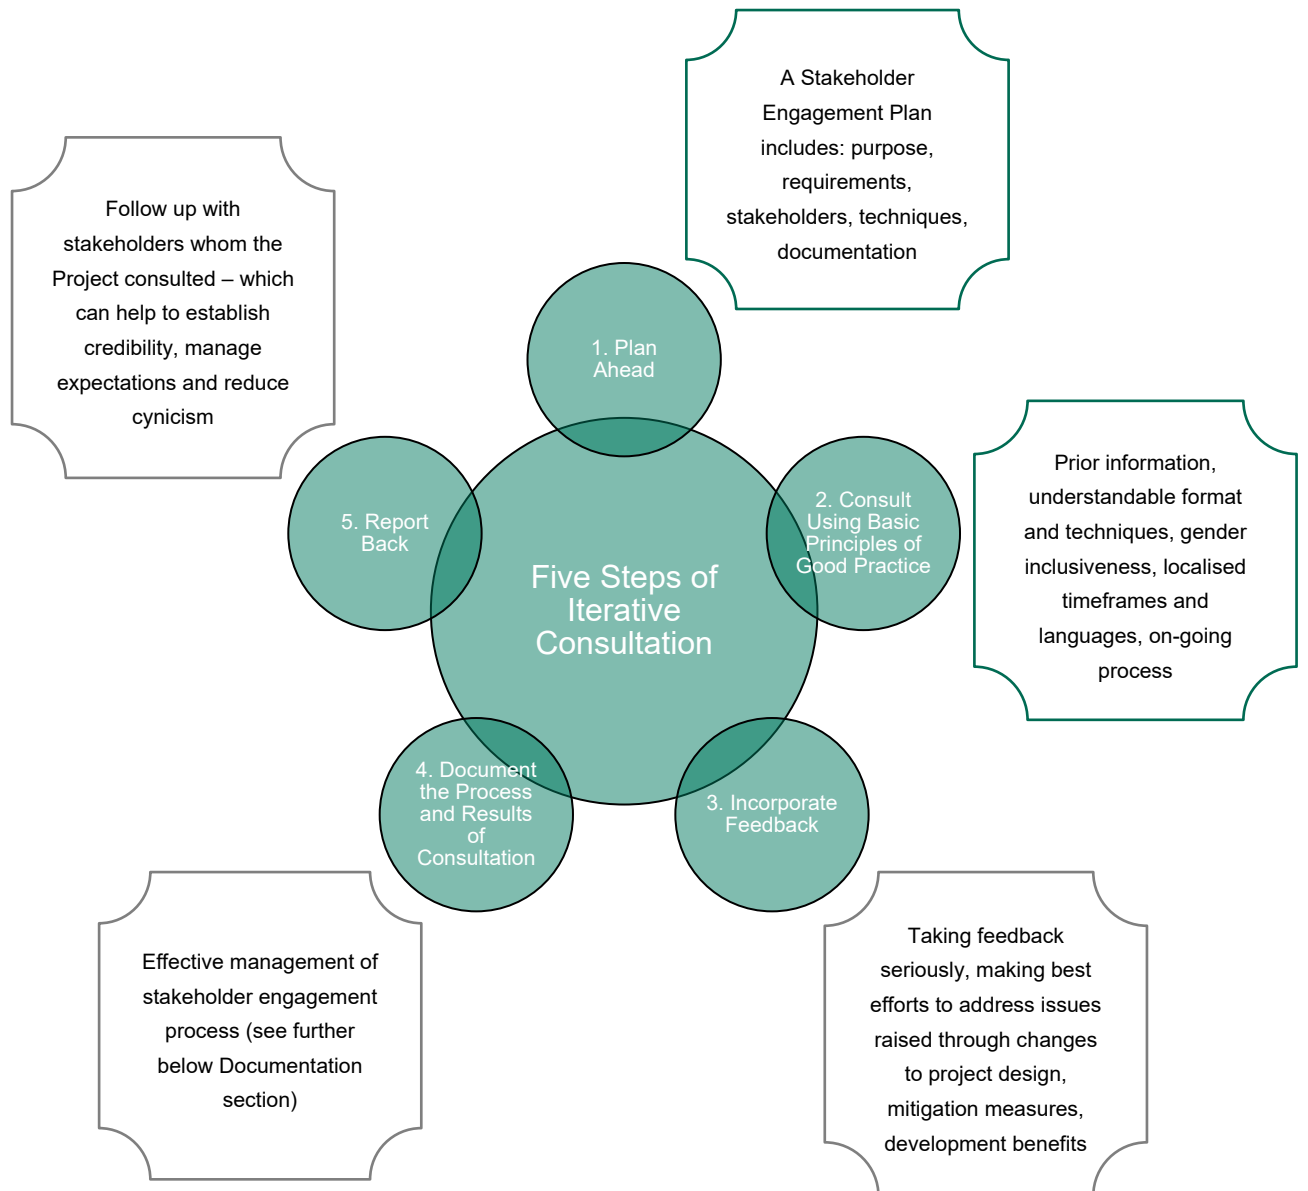 A Stakeholder
Engagement Plan
includes: purpose,
requirements,
stakeholders, techniques,
documentation
Follow up with
stakeholders whom the
Project consulted – which
can help to establish
credibility, manage
expectations and reduce
cynicism
1. Plan
Ahead
Prior information,
understandable format
and techniques, gender
inclusiveness, localised
timeframes and
languages, on-going
process
2. Consult
Using Basic
Principles of
Good Practice
5. Report
Back
Five Steps of
Iterative
Consultation
4. Document
the Process
and Results
of
Consultation
3. Incorporate
Feedback
Effective management of
stakeholder engagement
process (see further
below Documentation
section)
Taking feedback
seriously, making best
efforts to address issues
raised through changes
to project design,
mitigation measures,
development benefits